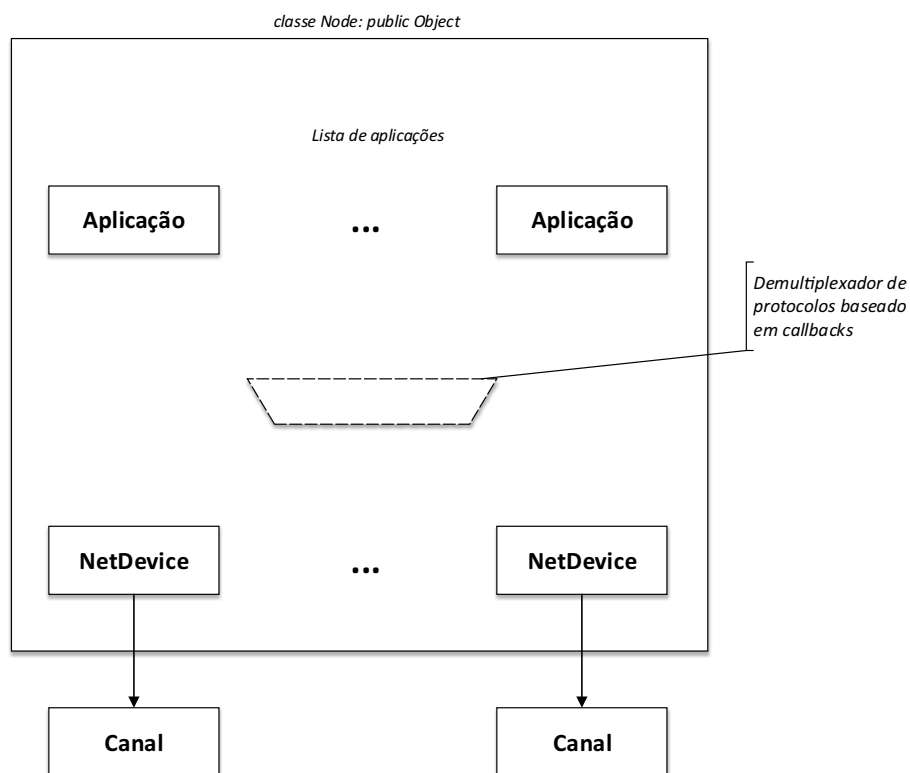 classe Node: public Object
Lista de aplicações
Aplicação
...
Aplicação
Demultiplexador de
protocolos baseado
em callbacks
NetDevice
...
NetDevice
Canal
Canal